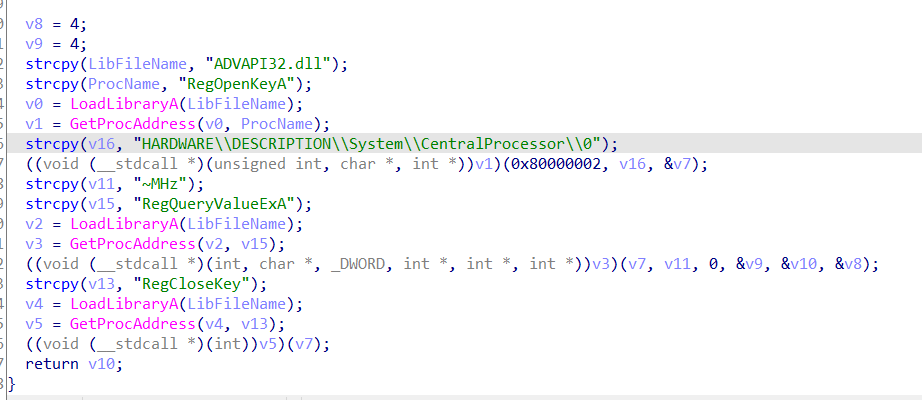 v8 = 4;
v9 = 4;
strcpy(LibFileName, "ADVAPI32.dll");
strcpy(ProcName, "RegOpenKeyA");
v0 = LoadLibraryA(LibFileName);
v1 = GetProcAddress(v0, ProcName);
strcpy(v16, "HARDWARE\\DESCRIPTION\\System\\CentralProcessor\\0");
((void (__stdcall *)(unsigned int, char *, int *))v1)(0x80000002, v16, &v7);
strcpy(v11, "~MHz");
strcpy(v15, "RegQueryValueExA");
v2 = LoadLibraryA(LibFileName);
v3 = GetProcAddress(v2, v15);
((void (__stdcall *)(int, char *, _DWORD, int *, int *, int *))v3)(v7, v11, 0, &v9, &v10, &v8);
strcpy(v13, "RegCloseKey");
v4 = LoadLibraryA(LibFileName);
v5 = GetProcAddress(v4, v13);
((void (__stdcall *)(int))v5)(v7);
return v10;
}